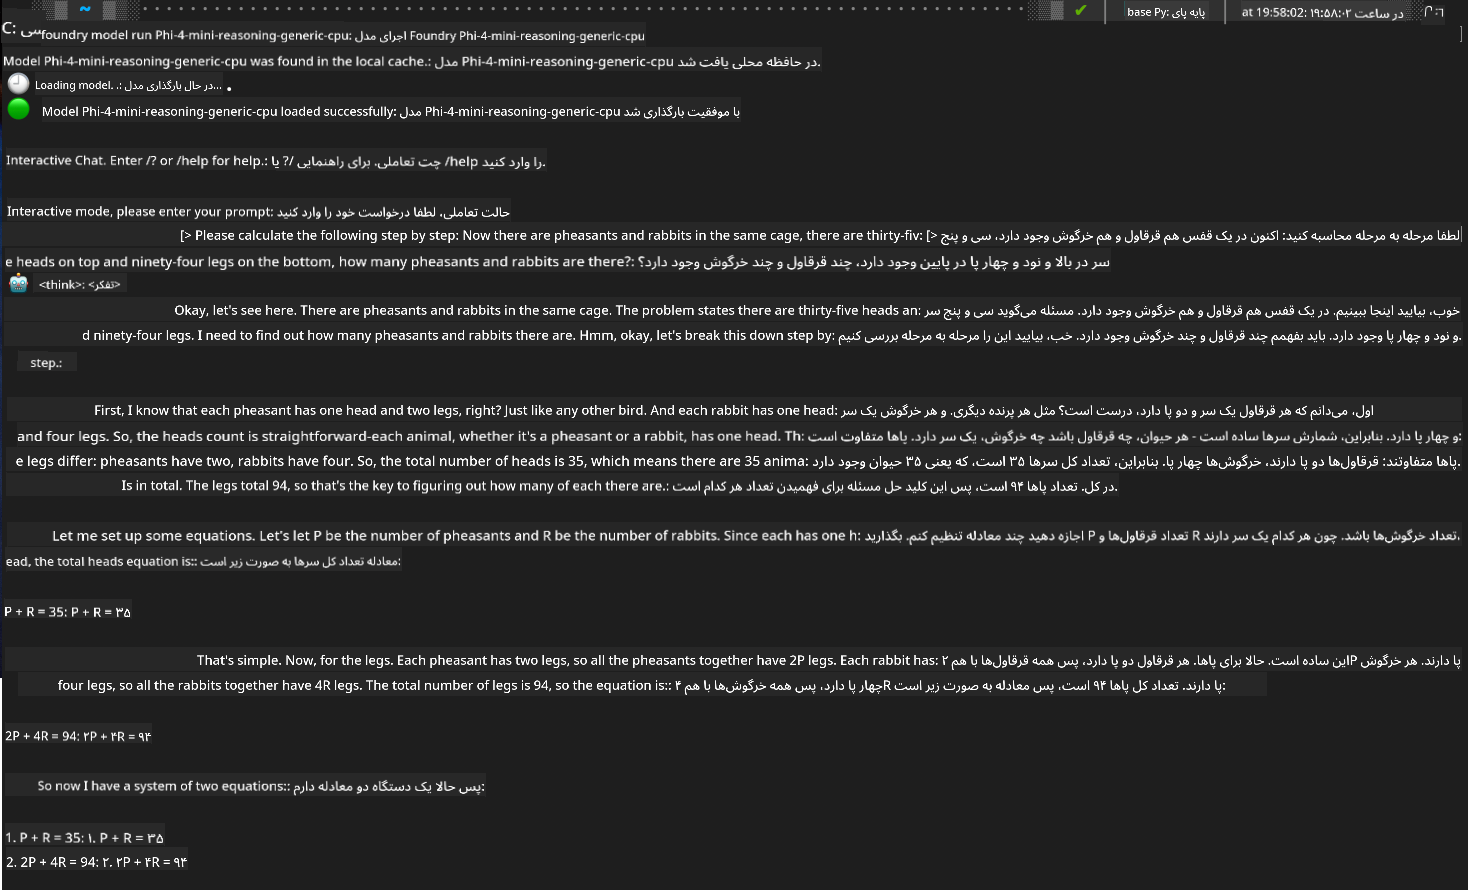 ~ ✔ base Py: پایه پای at 19:58:02: در ساعت ۱۹:۵۸:۰۲
C: سی
foundry model run Phi-4-mini-reasoning-generic-cpu: اجرای مدل Foundry Phi-4-mini-reasoning-generic-cpu
Model Phi-4-mini-reasoning-generic-cpu was found in the local cache.: مدل Phi-4-mini-reasoning-generic-cpu در حافظه محلی یافت شد.
Loading model. .: در حال بارگذاری مدل... .
Model Phi-4-mini-reasoning-generic-cpu loaded successfully: مدل Phi-4-mini-reasoning-generic-cpu با موفقیت بارگذاری شد
Interactive Chat. Enter /? or /help for help.: چت تعاملی. برای راهنمایی /? یا /help را وارد کنید.
Interactive mode, please enter your prompt: حالت تعاملی، لطفا درخواست خود را وارد کنید
[> Please calculate the following step by step: Now there are pheasants and rabbits in the same cage, there are thirty-fiv: [> لطفا مرحله به مرحله محاسبه کنید: اکنون در یک قفس هم قرقاول و هم خرگوش وجود دارد، سی و پنج
e heads on top and ninety-four legs on the bottom, how many pheasants and rabbits are there?: سر در بالا و نود و چهار پا در پایین وجود دارد، چند قرقاول و چند خرگوش وجود دارد؟
<think>: <تفکر>
Okay, let's see here. There are pheasants and rabbits in the same cage. The problem states there are thirty-five heads an: خوب، بیایید اینجا ببینیم. در یک قفس هم قرقاول و هم خرگوش وجود دارد. مسئله می‌گوید سی و پنج سر
d ninety-four legs. I need to find out how many pheasants and rabbits there are. Hmm, okay, let's break this down step by: و نود و چهار پا وجود دارد. باید بفهمم چند قرقاول و چند خرگوش وجود دارد. خب، بیایید این را مرحله به مرحله بررسی کنیم.
step.:
First, I know that each pheasant has one head and two legs, right? Just like any other bird. And each rabbit has one head: اول، می‌دانم که هر قرقاول یک سر و دو پا دارد، درست است؟ مثل هر پرنده دیگری. و هر خرگوش یک سر
and four legs. So, the heads count is straightforward-each animal, whether it's a pheasant or a rabbit, has one head. Th: و چهار پا دارد. بنابراین، شمارش سرها ساده است - هر حیوان، چه قرقاول باشد چه خرگوش، یک سر دارد. پاها متفاوت است:
e legs differ: pheasants have two, rabbits have four. So, the total number of heads is 35, which means there are 35 anima: پاها متفاوتند: قرقاول‌ها دو پا دارند، خرگوش‌ها چهار پا. بنابراین، تعداد کل سرها ۳۵ است، که یعنی ۳۵ حیوان وجود دارد.
Is in total. The legs total 94, so that's the key to figuring out how many of each there are.: در کل. تعداد پاها ۹۴ است، پس این کلید حل مسئله برای فهمیدن تعداد هر کدام است.
Let me set up some equations. Let's let P be the number of pheasants and R be the number of rabbits. Since each has one h: اجازه دهید چند معادله تنظیم کنم. بگذارید P تعداد قرقاول‌ها و R تعداد خرگوش‌ها باشد. چون هر کدام یک سر دارند.
ead, the total heads equation is:: معادله تعداد کل سرها به صورت زیر است:
P + R = 35: P + R = ۳۵
That's simple. Now, for the legs. Each pheasant has two legs, so all the pheasants together have 2P legs. Each rabbit has: این ساده است. حالا برای پاها. هر قرقاول دو پا دارد، پس همه قرقاول‌ها با هم ۲P پا دارند. هر خرگوش
four legs, so all the rabbits together have 4R legs. The total number of legs is 94, so the equation is:: چهار پا دارد، پس همه خرگوش‌ها با هم ۴R پا دارند. تعداد کل پاها ۹۴ است، پس معادله به صورت زیر است:
2P + 4R = 94: ۲P + ۴R = ۹۴
So now I have a system of two equations:: پس حالا یک دستگاه دو معادله دارم:
1. P + R = 35: ۱. P + R = ۳۵
2. 2P + 4R = 94: ۲. ۲P + ۴R = ۹۴